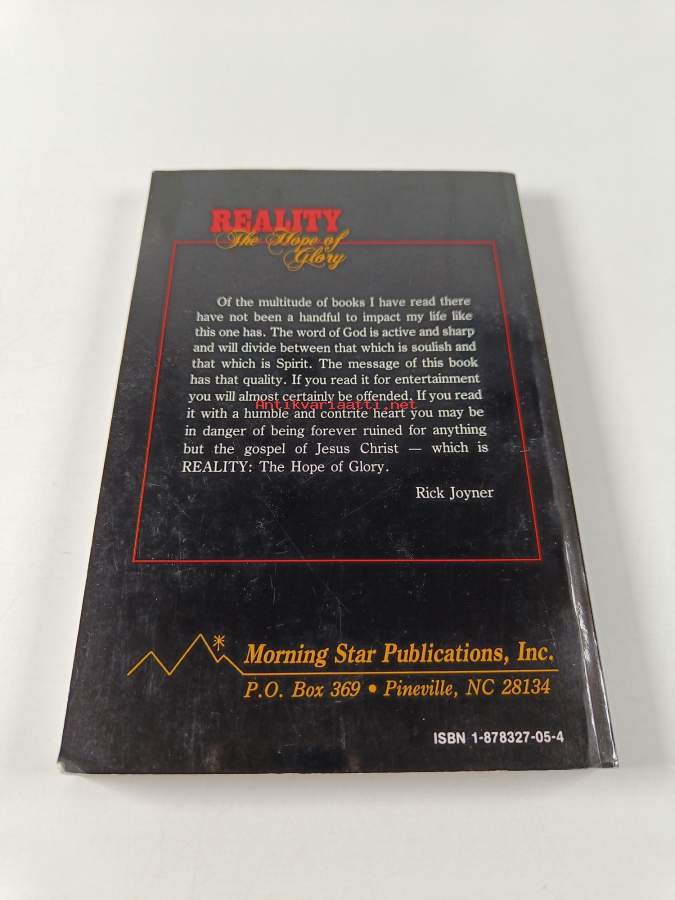 REALITY
The Hope of
Glory
Of the multitude of books I have read there
have not been a handful to impact my life like
this one has. The word of God is active and sharp
and will divide between that which is soulish and
that which is Spirit. The message of this book
has that quality. If you read it for entertainment
you will almost certainly be offended. If you read
Antikvariaatti.net
it with a humble and contrite heart you may be
in danger of being forever ruined for anything
but the gospel of Jesus Christ — which is
REALITY: The Hope of Glory.
Rick Joyner
Morning Star Publications, Inc.
P.O. Box 369 • Pineville, NC 28134
ISBN 1-878327-05-4